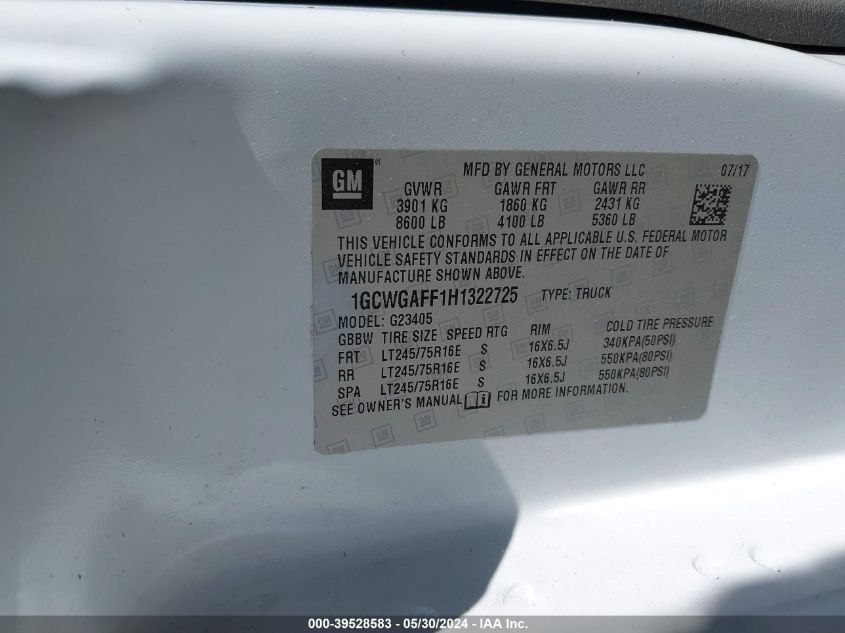 GM ®
MFD BY GENERAL MOTORS LLC 07/17
GVWR GAWR FRT GAWR RR
3901 KG 1860 KG 2431 KG
8600 LB 4100 LB 5360 LB
THIS VEHICLE CONFORMS TO ALL APPLICABLE U.S. FEDERAL MOTOR
VEHICLE SAFETY STANDARDS IN EFFECT ON THE DATE OF
MANUFACTURE SHOWN ABOVE.
1GCWGAFF1H1322725 TYPE: TRUCK
MODEL: G23405
GBBW TIRE SIZE SPEED RTG RIM COLD TIRE PRESSURE
FRT LT245/75R16E S 16X6.5J 340KPA(50PSI)
RR LT245/75R16E S 16X6.5J 550KPA(80PSI)
SPA LT245/75R16E S 16X6.5J 550KPA(80PSI)
SEE OWNER'S MANUAL FOR MORE INFORMATION.
000-39528583 — 05/30/2024 — IAA Inc.